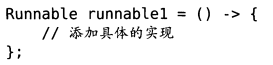 Runnable runnable1 = () -> {
    // 添加具体的实现
};